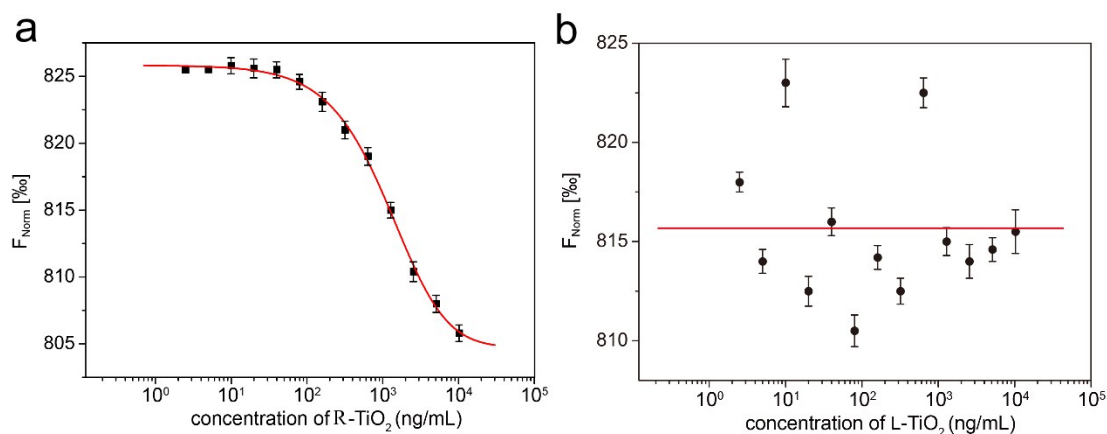 a
825
820
815
810
805
F_Norm [‰]
10⁰ 10¹ 10² 10³ 10⁴ 10⁵
concentration of R-TiO₂ (ng/mL)
b
825
820
815
810
F_Norm [‰]
10⁰ 10¹ 10² 10³ 10⁴ 10⁵
concentration of L-TiO₂ (ng/mL)